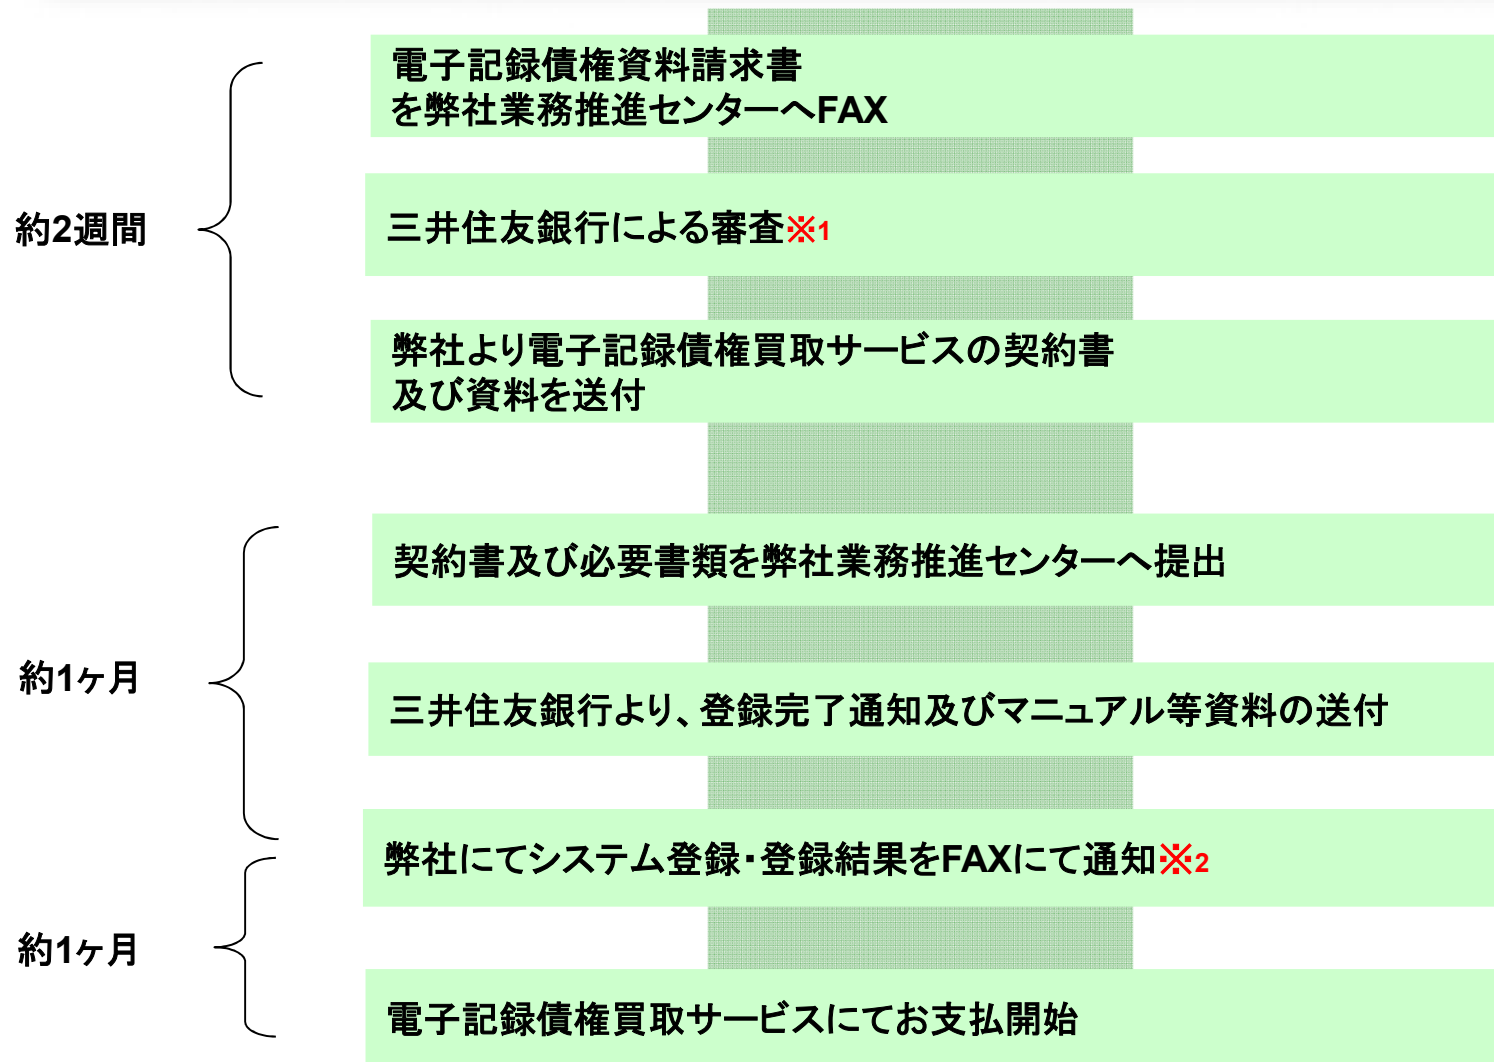 電子記録債権資料請求書
を弊社業務推進センターへFAX
約2週間
三井住友銀行による審査※1
弊社より電子記録債権買取サービスの契約書
及び資料を送付
契約書及び必要書類を弊社業務推進センターへ提出
約1ヶ月
三井住友銀行より、登録完了通知及びマニュアル等資料の送付
弊社にてシステム登録・登録結果をFAXにて通知※2
約1ヶ月
電子記録債権買取サービスにてお支払開始